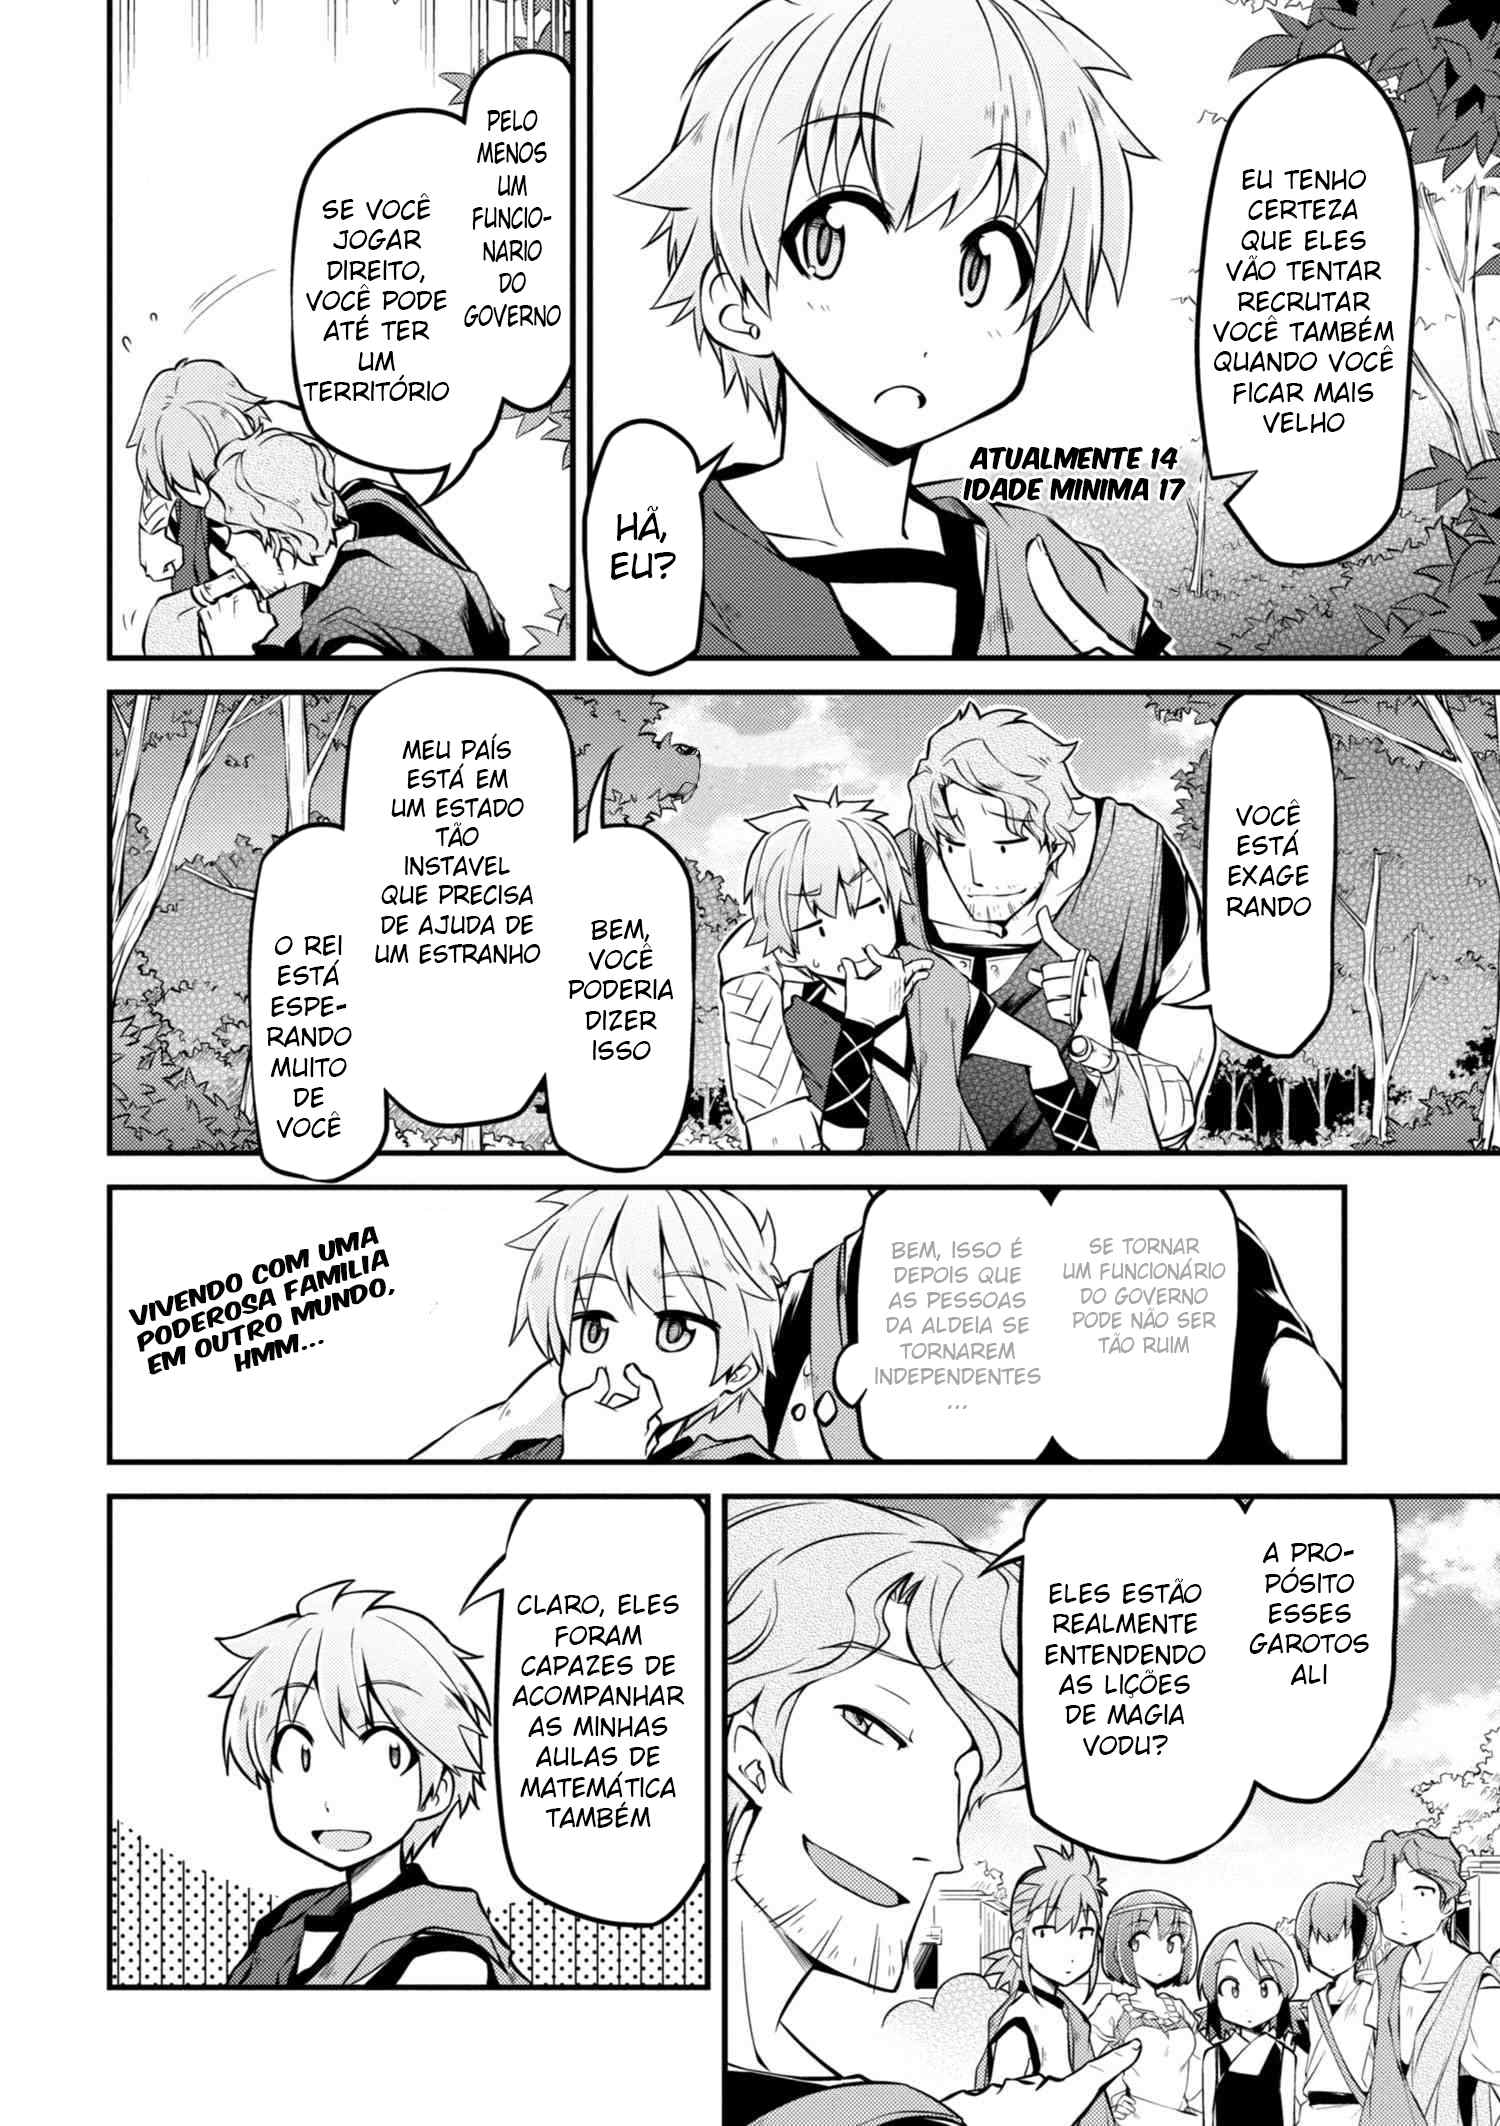 EU TENHO
CERTEZA
QUE ELES
VÃO TENTAR
RECRUTAR
VOCÊ TAMBÉM
QUANDO VOCÊ
FICAR MAIS
VELHO
ATUALMENTE 14
IDADE MINIMA 17
HÃ,
EU?
PELO
MENOS
UM
FUNCIO-
NARIO
DO
GOVERNO
SE VOCÊ
JOGAR
DIREITO,
VOCÊ PODE
ATÉ TER
UM
TERRITÓRIO
VOCÊ
ESTÁ
EXAGE
RANDO
BEM,
VOCÊ
PODERIA
DIZER
ISSO
MEU PAÍS
ESTÁ EM
UM ESTADO
TÃO
INSTAVEL
QUE PRECISA
DE AJUDA DE
UM ESTRANHO
O REI
ESTÁ
ESPE-
RANDO
MUITO
DE
VOCÊ
SE TORNAR
UM FUNCIONÁRIO
DO GOVERNO
PODE NÃO SER
TÃO RUIM
BEM, ISSO É
DEPOIS QUE
AS PESSOAS
DA ALDEIA SE
TORNAREM
INDEPENDENTES
...
VIVENDO COM UMA
PODEROSA FAMILIA
EM OUTRO MUNDO,
HMM...
A PRO-
PÓSITO
ESSES
GAROTOS
ALI
ELES ESTÃO
REALMENTE
ENTENDENDO
AS LIÇÕES
DE MAGIA
VODU?
CLARO, ELES
FORAM
CAPAZES DE
ACOMPANHAR
AS MINHAS
AULAS DE
MATEMÁTICA
TAMBÉM